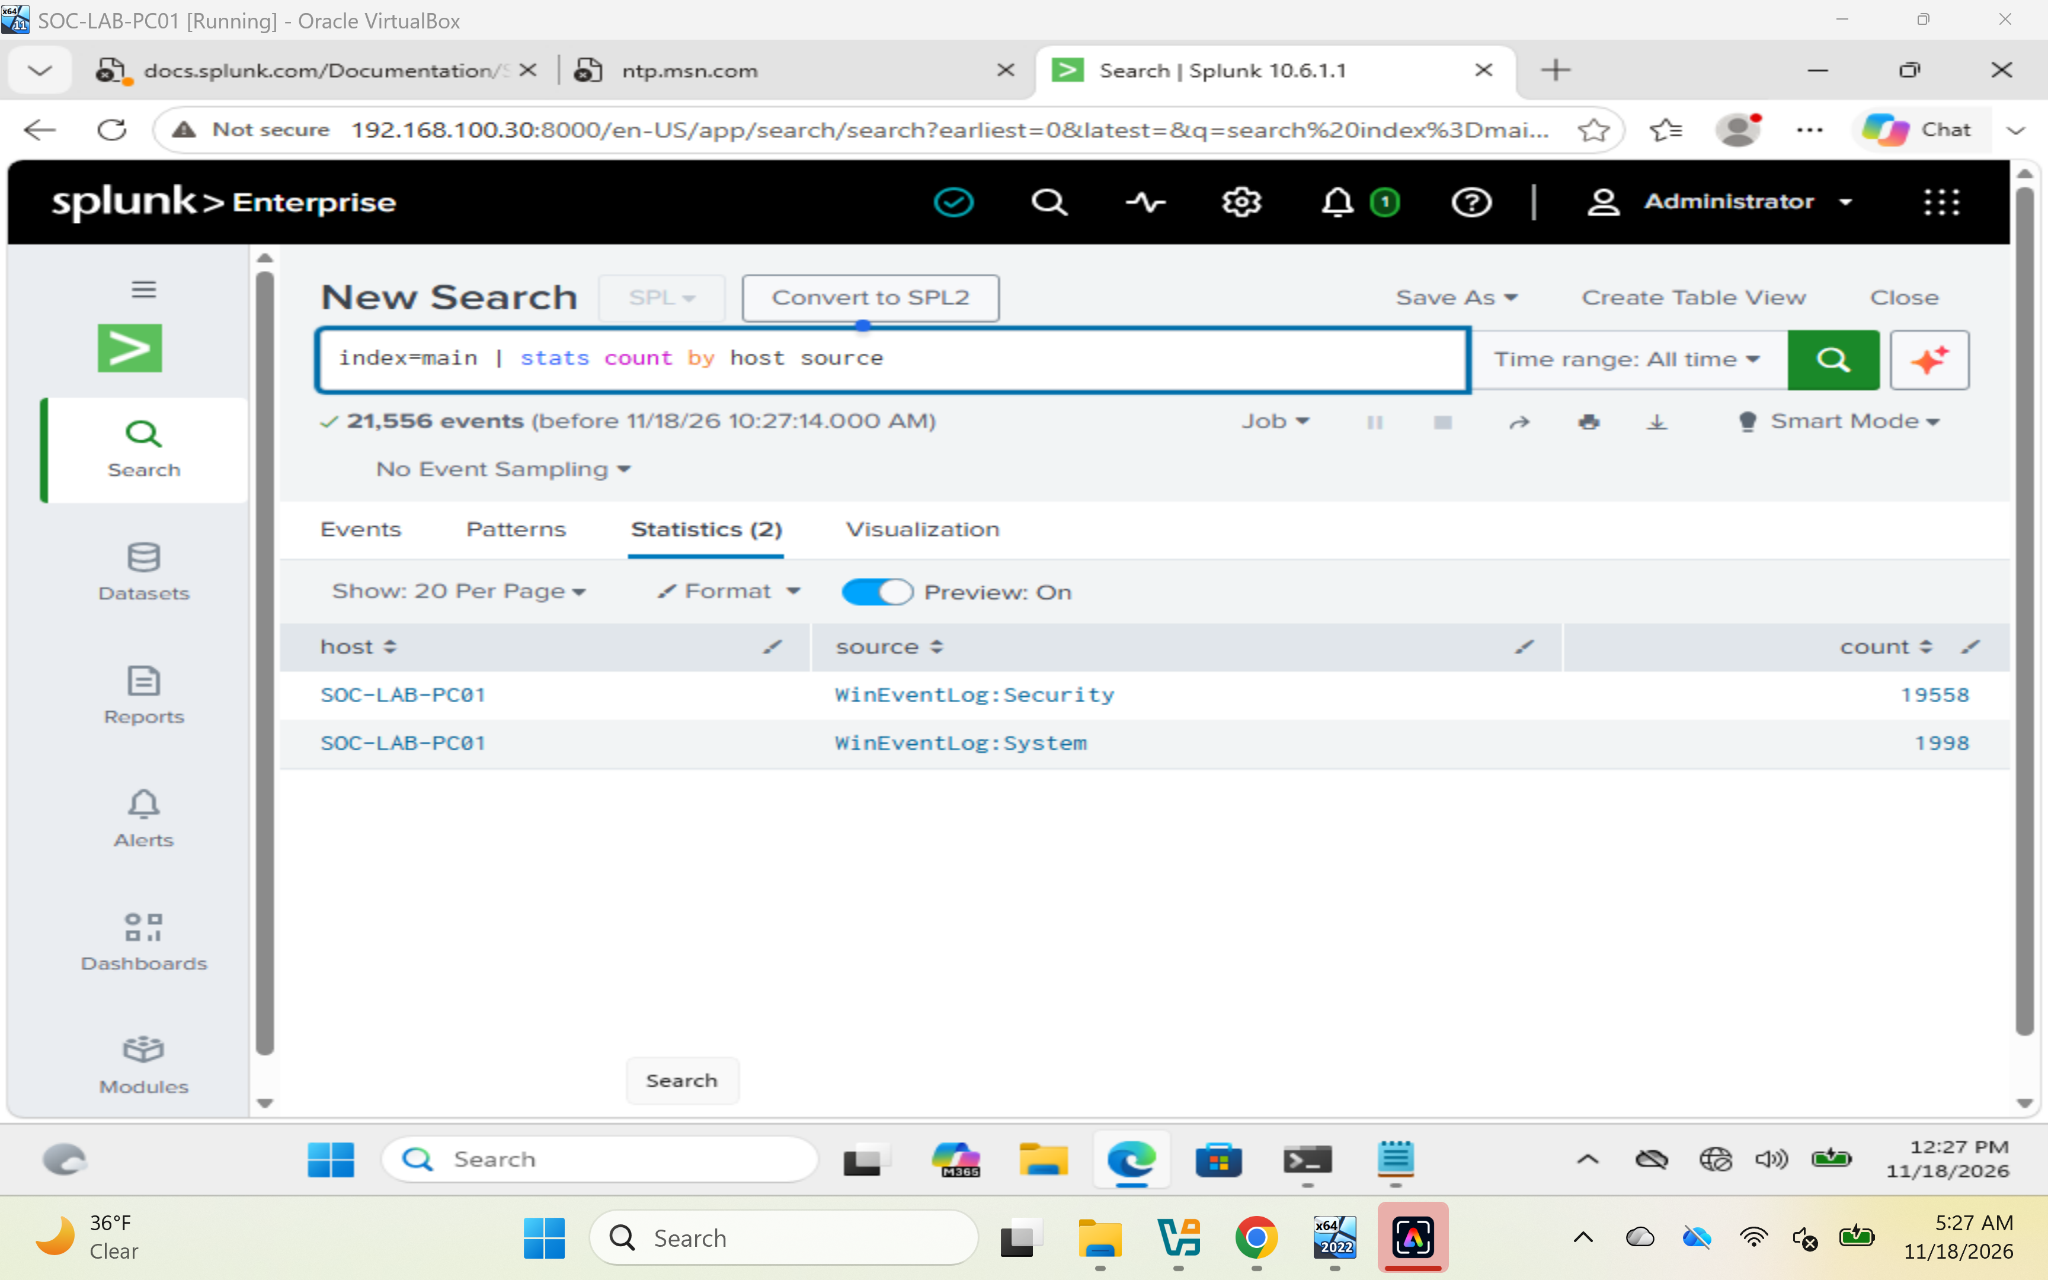 SOC-LAB-PC01 [Running] - Oracle VirtualBox
docs.splunk.com/Documentation/S
ntp.msn.com
Search | Splunk 10.6.1.1
Not secure 192.168.100.30:8000/en-US/app/search/search?earliest=0&latest=&q=search%20index%3Dmai...
Chat
splunk> Enterprise
1
Administrator
New Search
SPL
Convert to SPL2
Save As
Create Table View
Close
index=main | stats count by host source
Time range: All time
21,556 events (before 11/18/26 10:27:14.000 AM)
Job
Smart Mode
No Event Sampling
Search
Datasets
Reports
Alerts
Dashboards
Modules
Events
Patterns
Statistics (2)
Visualization
Show: 20 Per Page
Format
Preview: On
host source count
SOC-LAB-PC01 WinEventLog:Security 19558
SOC-LAB-PC01 WinEventLog:System 1998
Search
Search
M365
12:27 PM
11/18/2026
36°F
Clear
Search
x64
2022
5:27 AM
11/18/2026